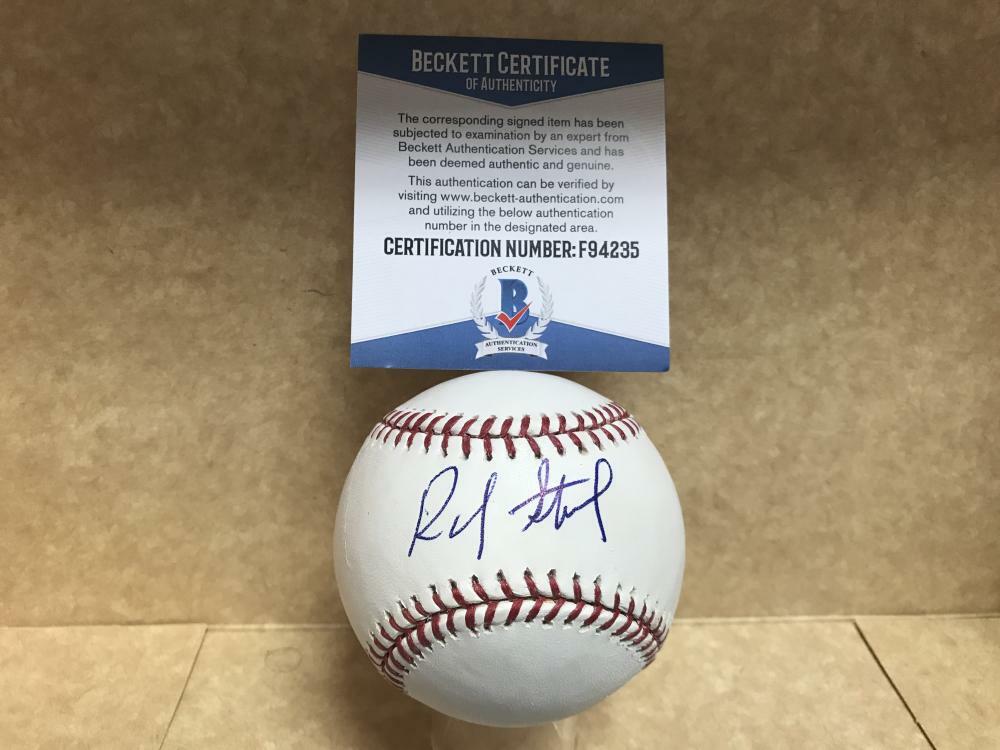 BECKETT CERTIFICATE
OF AUTHENTICITY
The corresponding signed item has been
subjected to examination by an expert from
Beckett Authentication Services and has
been deemed authentic and genuine.
This authentication can be verified by
visiting www.beckett-authentication.com
and utilizing the below authentication
number in the designated area.
CERTIFICATION NUMBER: F94235
BECKETT
B
AUTHENTICATION
SERVICES